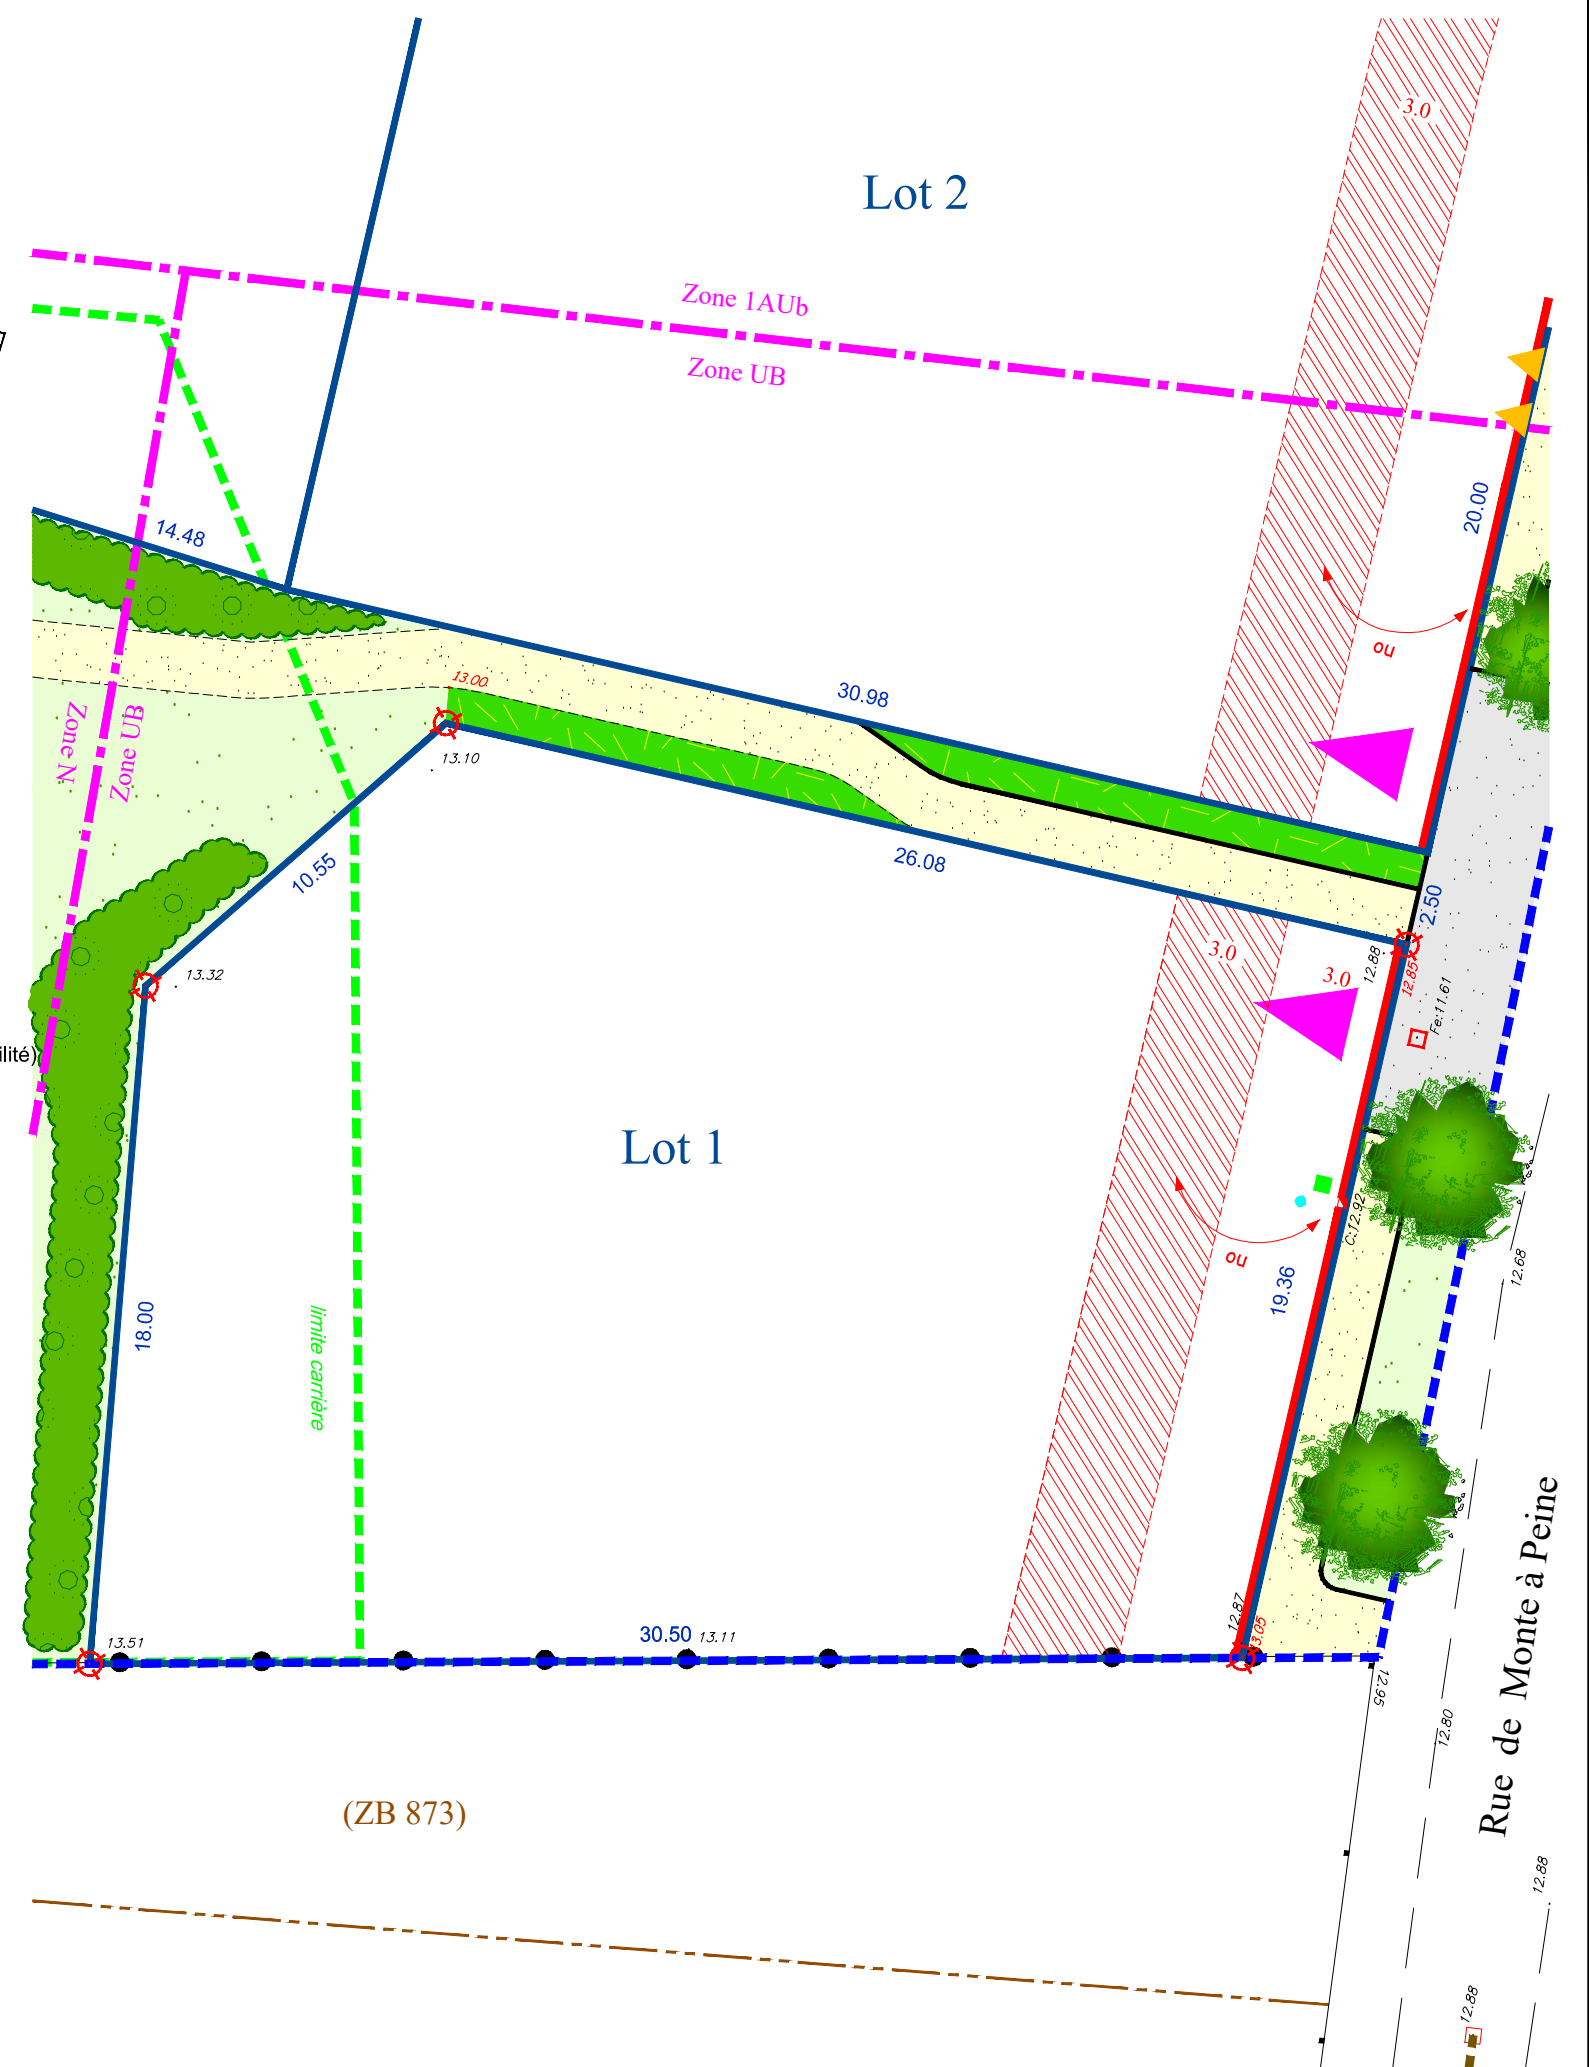 3.0
Lot 2
Zone 1AUb
Zone UB
20.00
14.48
ou
13.00
30.98
Zone N
Zone UB
13.10
26.08
10.55
2.50
3.0
12.88
3.0
12.85
13.32
Fe:11.61
ilité)
Lot 1
C:12.92
ou
12.68
19.36
18.00
limite carrière
12.87
13.05
13.51
30.50
13.11
12.95
12.80
Rue de Monte à Peine
(ZB 873)
12.88
12.88